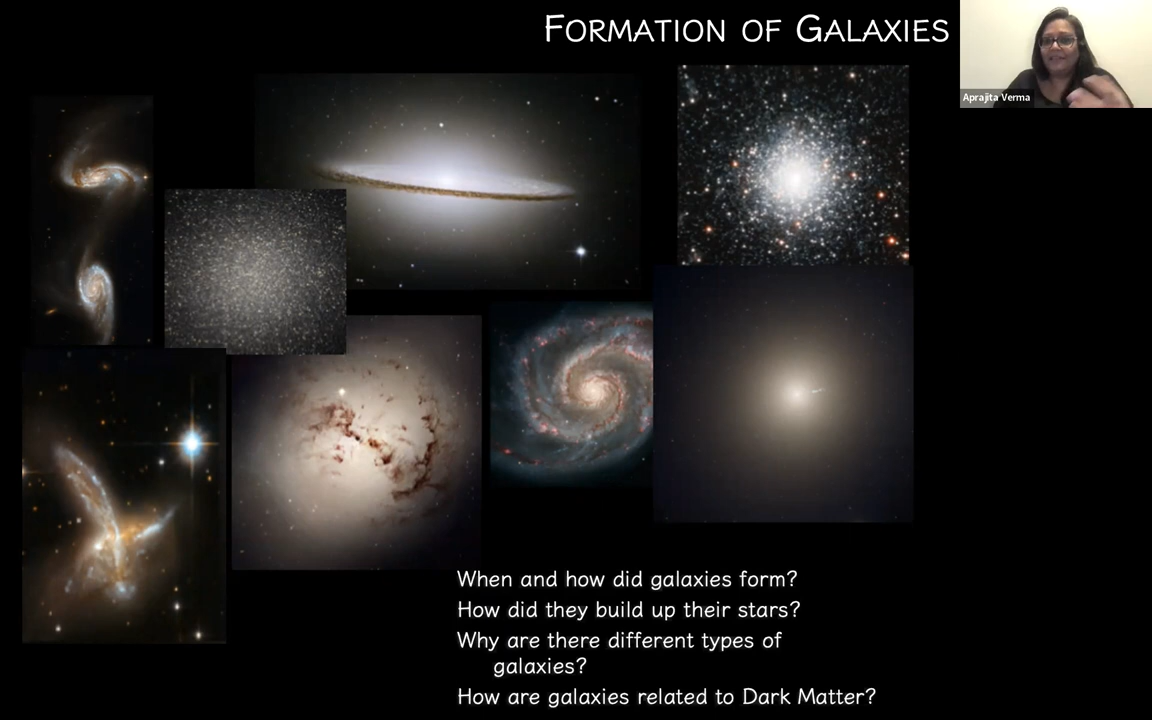 FORMATION OF GALAXIES
Aprajita Verma
When and how did galaxies form?
How did they build up their stars?
Why are there different types of
galaxies?
How are galaxies related to Dark Matter?